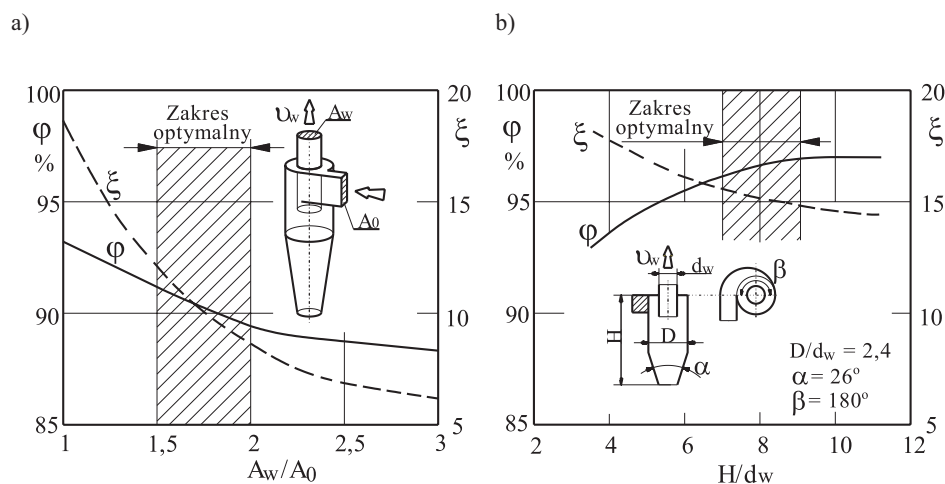 a)
100
φ
%
95
90
85
1
1,5
2
2,5
3
Aw/A0
20
ξ
15
10
5
Zakres
optymalny
ξ
φ
υw
Aw
A0
b)
100
φ
%
95
90
85
2
4
6
8
10
12
H/dw
20
ξ
15
10
5
Zakres
optymalny
ξ
φ
υw
dw
β
H
D
α
D/dw = 2,4
α = 26°
β = 180°